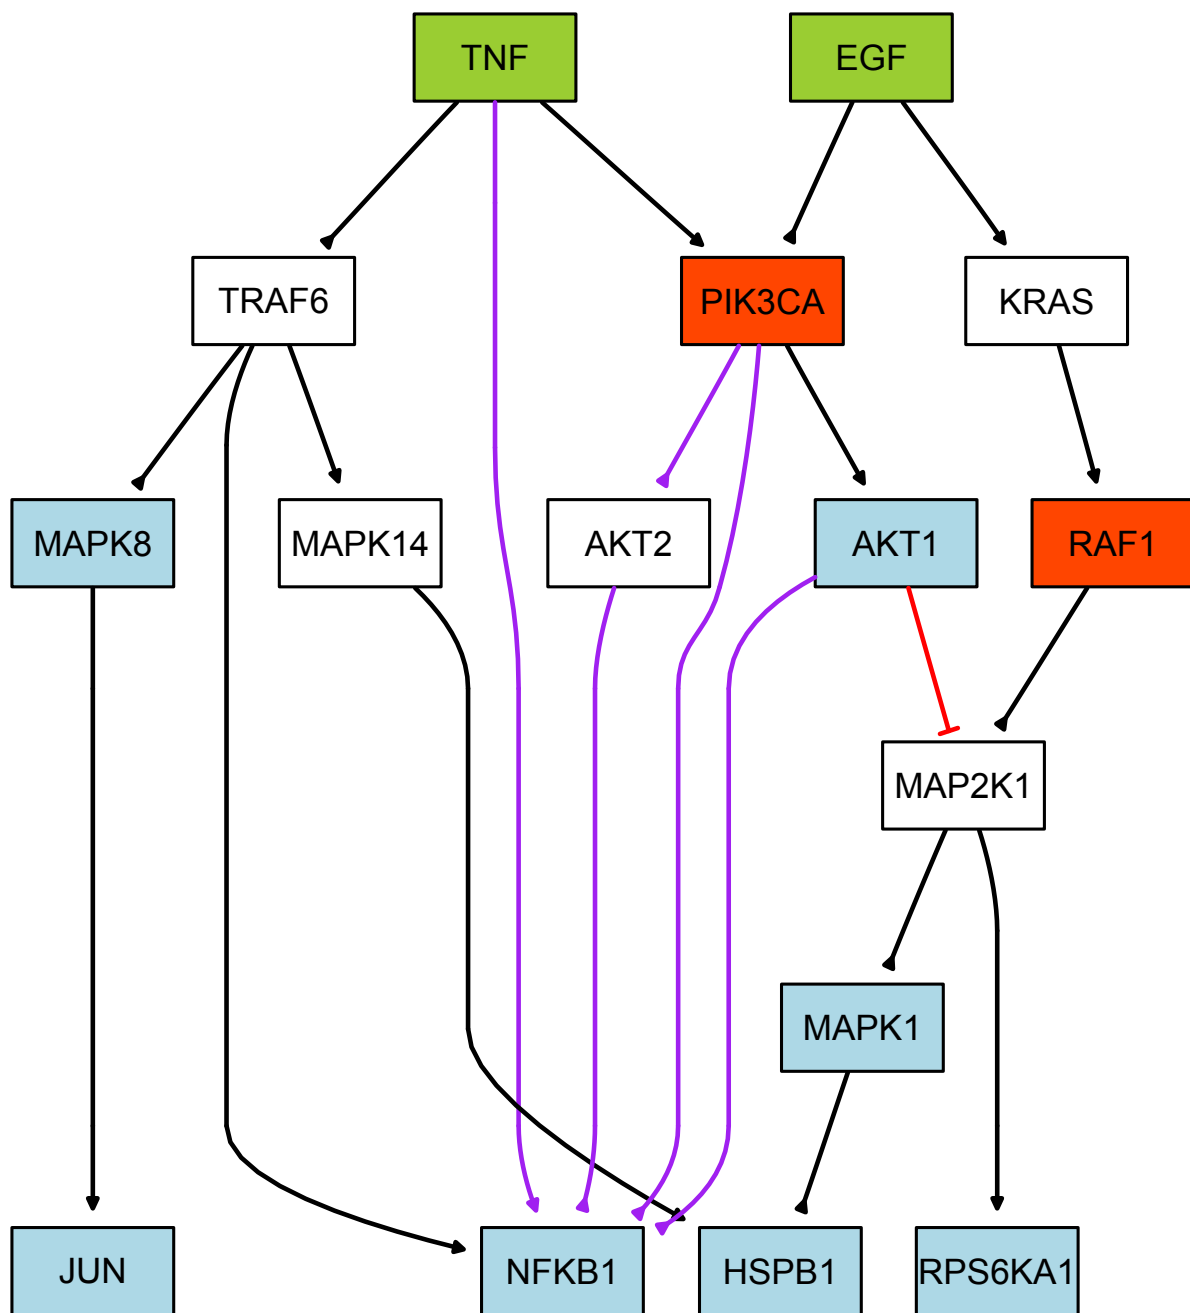 TNF
EGF
TRAF6
PIK3CA
KRAS
MAPK8
MAPK14
AKT2
AKT1
RAF1
MAP2K1
MAPK1
JUN
NFKB1
HSPB1
RPS6KA1